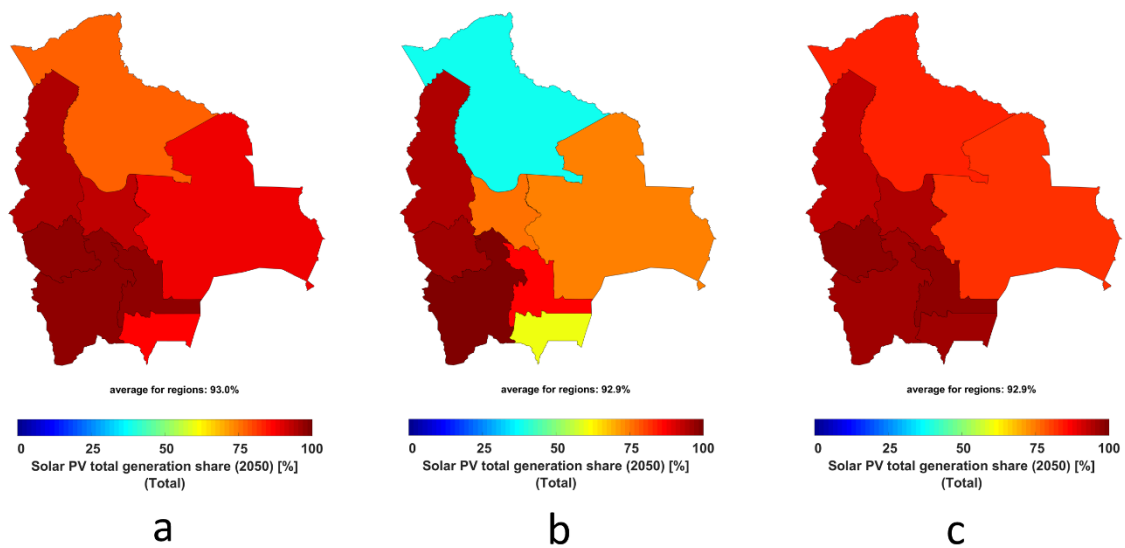 average for regions: 93.0%
0 25 50 75 100
Solar PV total generation share (2050) [%]
(Total)
a
average for regions: 92.9%
0 25 50 75 100
Solar PV total generation share (2050) [%]
(Total)
b
average for regions: 92.9%
0 25 50 75 100
Solar PV total generation share (2050) [%]
(Total)
c